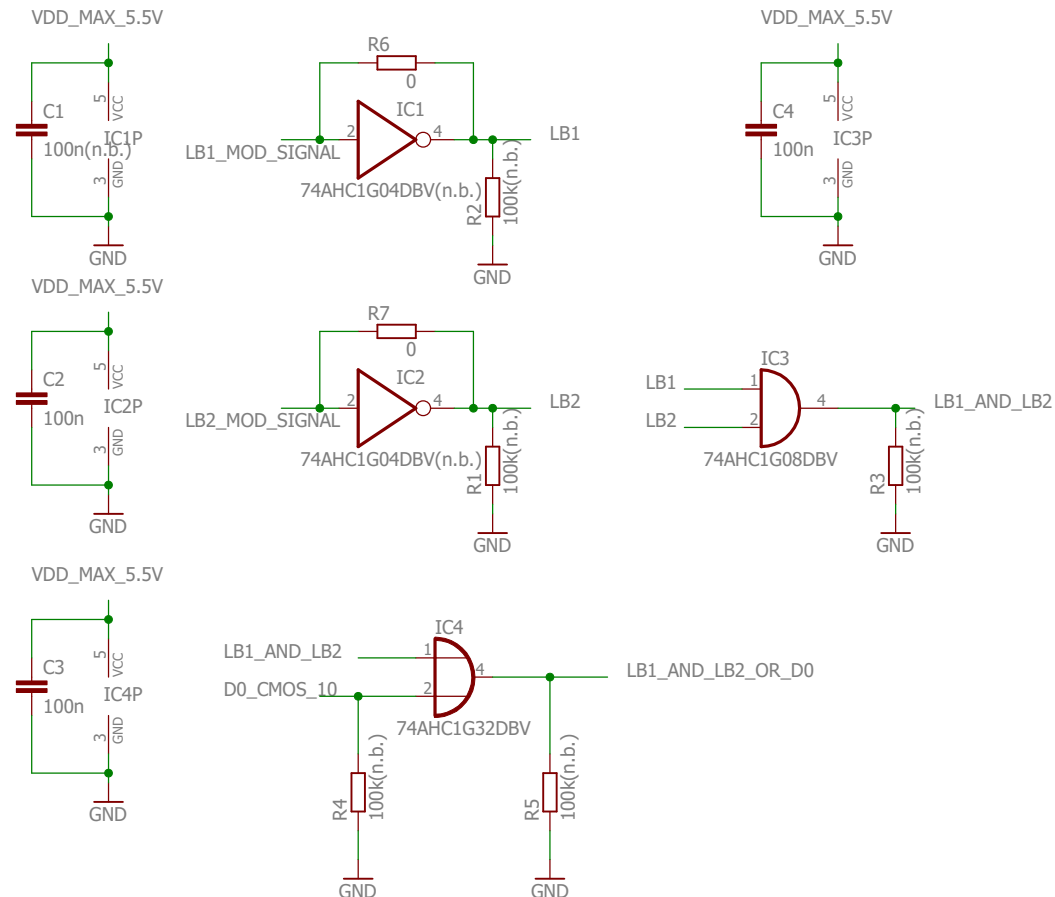 VDD_MAX_5.5V
5
VCC
C1
100n(n.b.)
IC1P
3
GND
GND
R6
0
IC1
2
4
LB1_MOD_SIGNAL
74AHC1G04DBV(n.b.)
LB1
R2
100k(n.b.)
GND
VDD_MAX_5.5V
5
VCC
C4
100n
IC3P
3
GND
GND
VDD_MAX_5.5V
5
VCC
C2
100n
IC2P
3
GND
GND
R7
0
IC2
2
4
LB2_MOD_SIGNAL
74AHC1G04DBV(n.b.)
LB2
R1
100k(n.b.)
GND
IC3
LB1
1
LB2
2
4
74AHC1G08DBV
LB1_AND_LB2
R3
100k(n.b.)
GND
VDD_MAX_5.5V
5
VCC
C3
100n
IC4P
3
GND
GND
IC4
LB1_AND_LB2
1
D0_CMOS_10
2
4
74AHC1G32DBV
LB1_AND_LB2_OR_D0
R4
100k(n.b.)
GND
R5
100k(n.b.)
GND